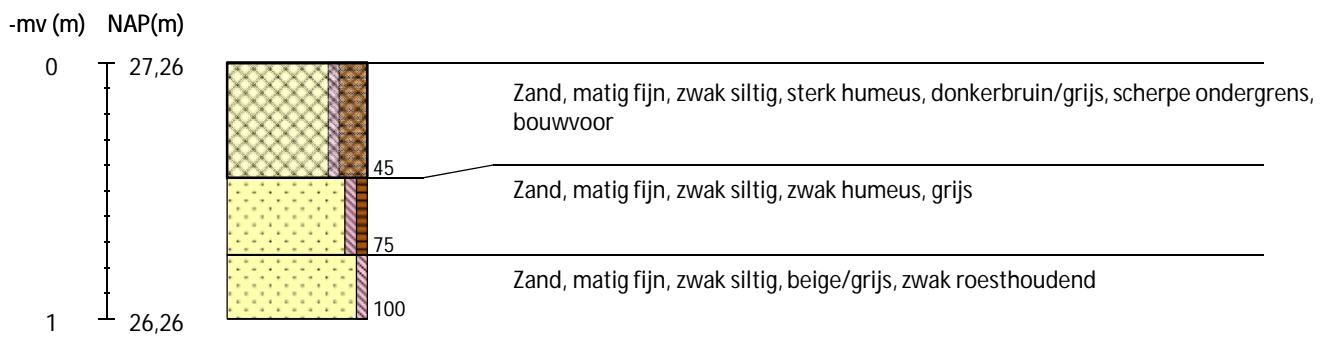 -mv (m) NAP(m)
0 27,26
Zand, matig fijn, zwak siltig, sterk humeus, donkerbruin/grijs, scherpe ondergrens,
bouwvoor
45
Zand, matig fijn, zwak siltig, zwak humeus, grijs
75
Zand, matig fijn, zwak siltig, beige/grijs, zwak roesthoudend
100
1 26,26